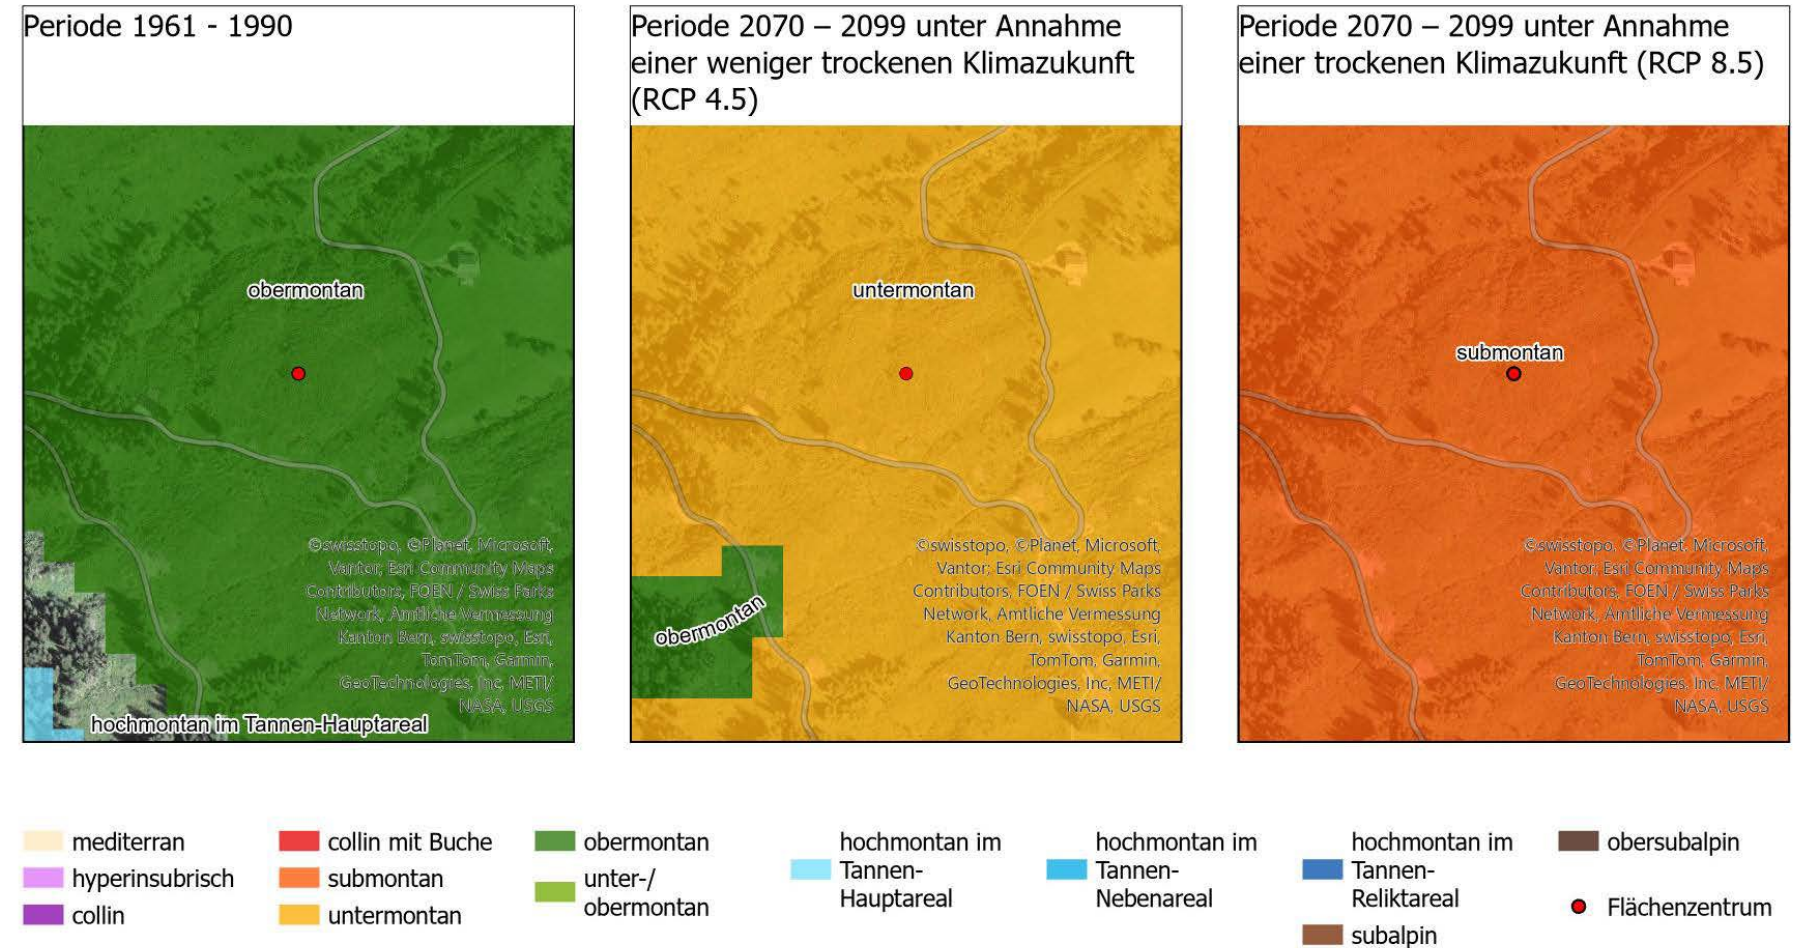 Periode 1961 - 1990
obermontan
©swisstopo, ©Planet, Microsoft,
Vantor, Esri Community Maps
Contributors, FOEN / Swiss Parks
Network, Amtliche Vermessung
Kanton Bern, swisstopo, Esri,
TomTom, Garmin,
GeoTechnologies, Inc, METI/
NASA, USGS
hochmontan im Tannen-Hauptareal
Periode 2070 – 2099 unter Annahme
einer weniger trockenen Klimazukunft
(RCP 4.5)
untermontan
©swisstopo, ©Planet, Microsoft,
Vantor, Esri Community Maps
Contributors, FOEN / Swiss Parks
Network, Amtliche Vermessung
Kanton Bern, swisstopo, Esri,
TomTom, Garmin,
GeoTechnologies, Inc, METI/
NASA, USGS
obermontan
Periode 2070 – 2099 unter Annahme
einer trockenen Klimazukunft (RCP 8.5)
submontan
©swisstopo, ©Planet, Microsoft,
Vantor, Esri Community Maps
Contributors, FOEN / Swiss Parks
Network, Amtliche Vermessung
Kanton Bern, swisstopo, Esri,
TomTom, Garmin,
GeoTechnologies, Inc, METI/
NASA, USGS
mediterran
hyperinsubrisch
collin
collin mit Buche
submontan
untermontan
obermontan
unter-/
obermontan
hochmontan im
Tannen-
Hauptareal
hochmontan im
Tannen-
Nebenareal
hochmontan im
Tannen-
Reliktareal
subalpin
obersubalpin
Flächenzentrum